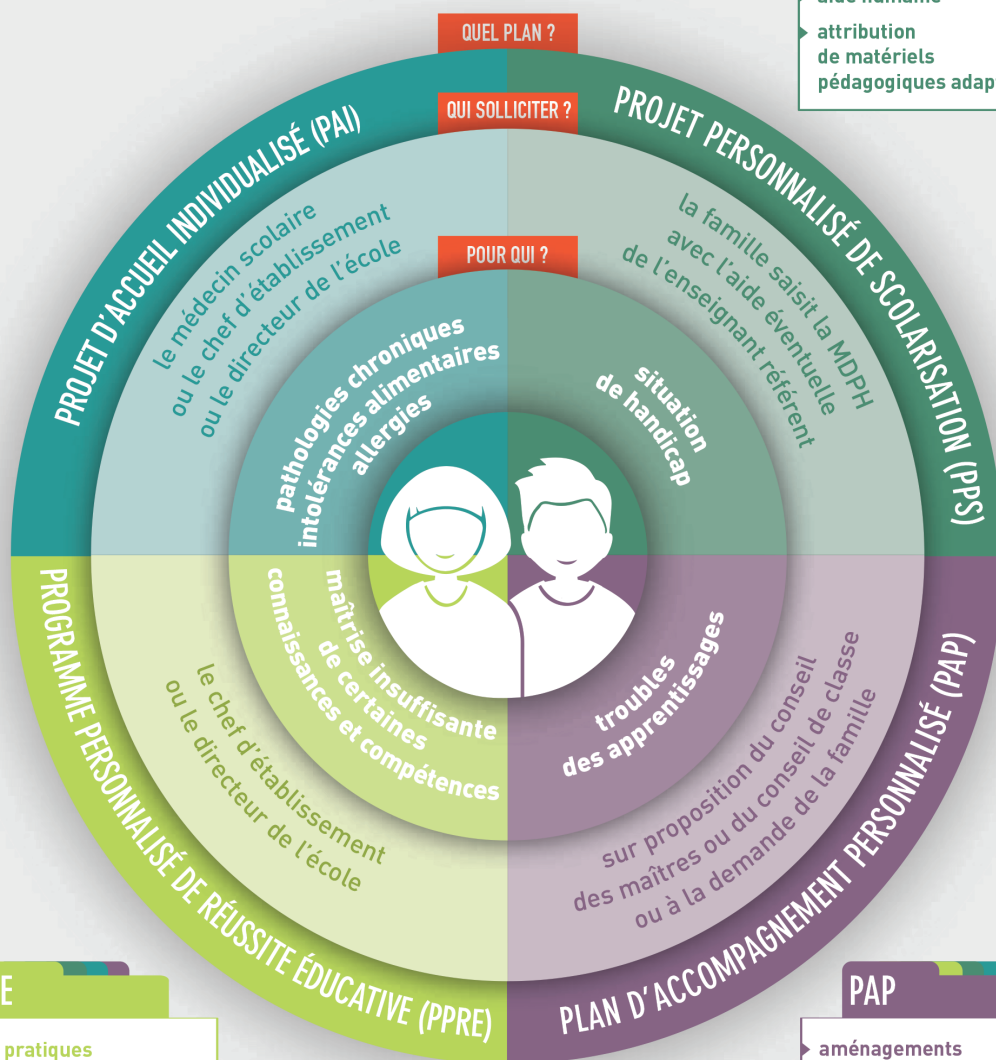 aide humaine
attribution
de matériels
pédagogiques adap
QUEL PLAN ?
QUI SOLLICITER ?
POUR QUI ?
PROJET D'ACCUEIL INDIVIDUALISÉ (PAI)
le médecin scolaire
ou le chef d'établissement
ou le directeur de l'école
pathologies chroniques
intolérances alimentaires
allergies
PROJET PERSONNALISÉ DE SCOLARISATION (PPS)
la famille saisit la MDPH
avec l'aide éventuelle
de l'enseignant référent
situation
de handicap
PROGRAMME PERSONNALISÉ DE RÉUSSITE ÉDUCATIVE (PPRE)
le chef d'établissement
ou le directeur de l'école
maîtrise insuffisante
de certaines
connaissances et compétences
PLAN D'ACCOMPAGNEMENT PERSONNALISÉ (PAP)
sur proposition du conseil
des maîtres ou du conseil de classe
ou à la demande de la famille
troubles
des apprentissages
E
pratiques
PAP
aménagements